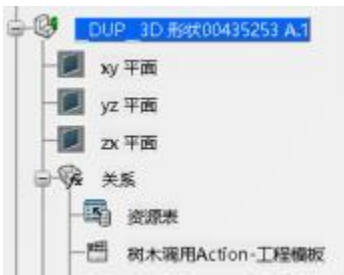 DUP_3D 形状00435253 A.1
xy 平面
yz 平面
zx 平面
关系
资源表
树木调用Action-工程模板